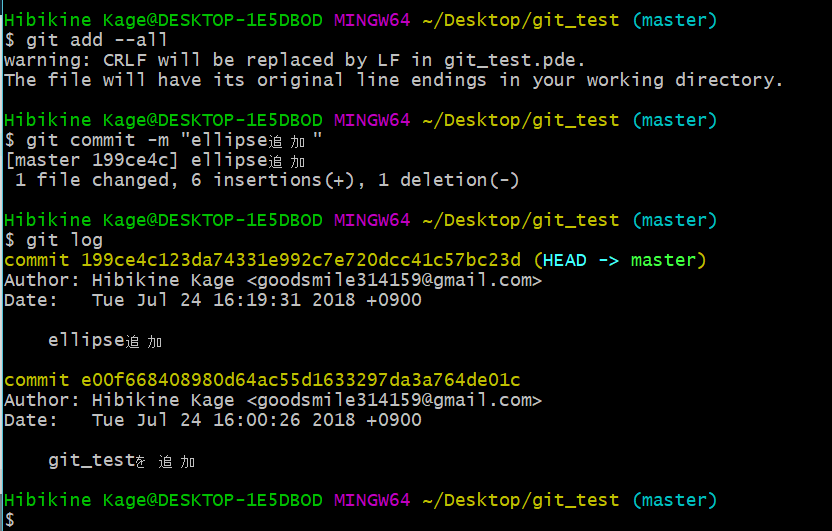 Hibikine Kage@DESKTOP-1E5DBOD MINGW64 ~/Desktop/git_test (master)
$ git add --all
warning: CRLF will be replaced by LF in git_test.pde.
The file will have its original line endings in your working directory.
Hibikine Kage@DESKTOP-1E5DBOD MINGW64 ~/Desktop/git_test (master)
$ git commit -m "ellipse追加"
[master 199ce4c] ellipse追加
1 file changed, 6 insertions(+), 1 deletion(-)
Hibikine Kage@DESKTOP-1E5DBOD MINGW64 ~/Desktop/git_test (master)
$ git log
commit 199ce4c123da74331e992c7e720dcc41c57bc23d (HEAD -> master)
Author: Hibikine Kage <goodsmile314159@gmail.com>
Date:   Tue Jul 24 16:19:31 2018 +0900
ellipse追加
commit e00f668408980d64ac55d1633297da3a764de01c
Author: Hibikine Kage <goodsmile314159@gmail.com>
Date:   Tue Jul 24 16:00:26 2018 +0900
git_testを追加
Hibikine Kage@DESKTOP-1E5DBOD MINGW64 ~/Desktop/git_test (master)
$